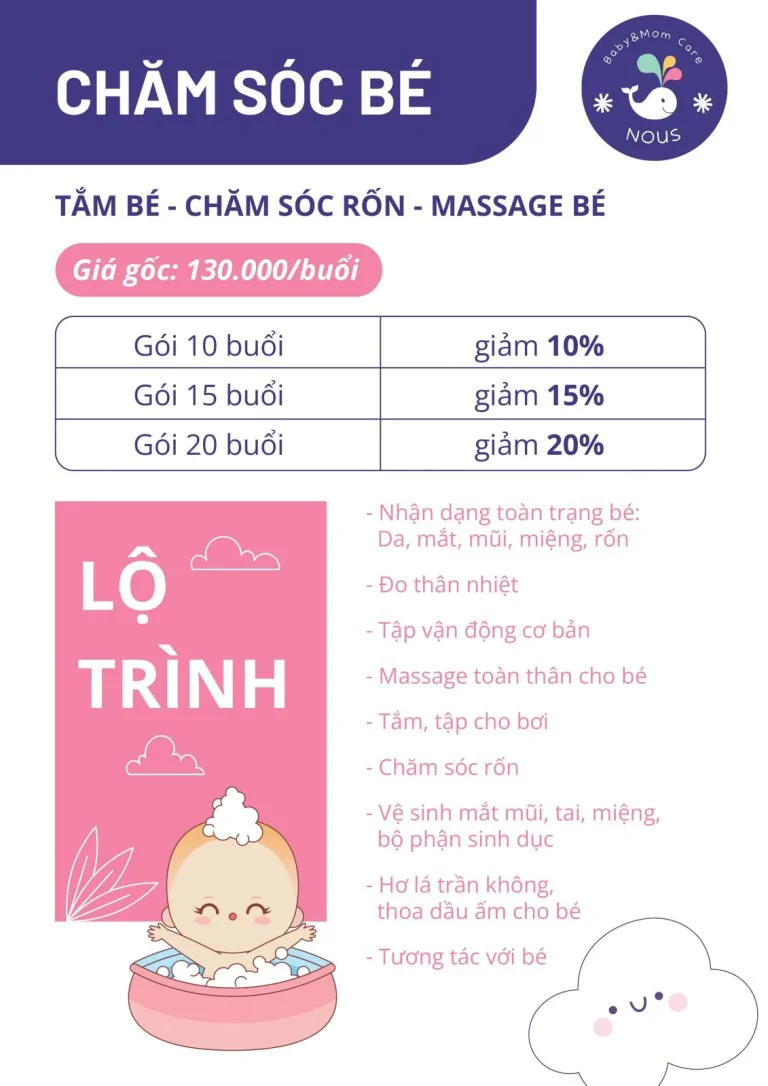 CHĂM SÓC BÉ
Baby&Mom Care
NOUS
TẮM BÉ - CHĂM SÓC RỐN - MASSAGE BÉ
Giá gốc: 130.000/buổi
Gói 10 buổi giảm 10%
Gói 15 buổi giảm 15%
Gói 20 buổi giảm 20%
LỘ
TRÌNH
- Nhận dạng toàn trạng bé:
Da, mắt, mũi, miệng, rốn
- Đo thân nhiệt
- Tập vận động cơ bản
- Massage toàn thân cho bé
- Tắm, tập cho bơi
- Chăm sóc rốn
- Vệ sinh mắt mũi, tai, miệng,
bộ phận sinh dục
- Hơ lá trần không,
thoa dầu ấm cho bé
- Tương tác với bé